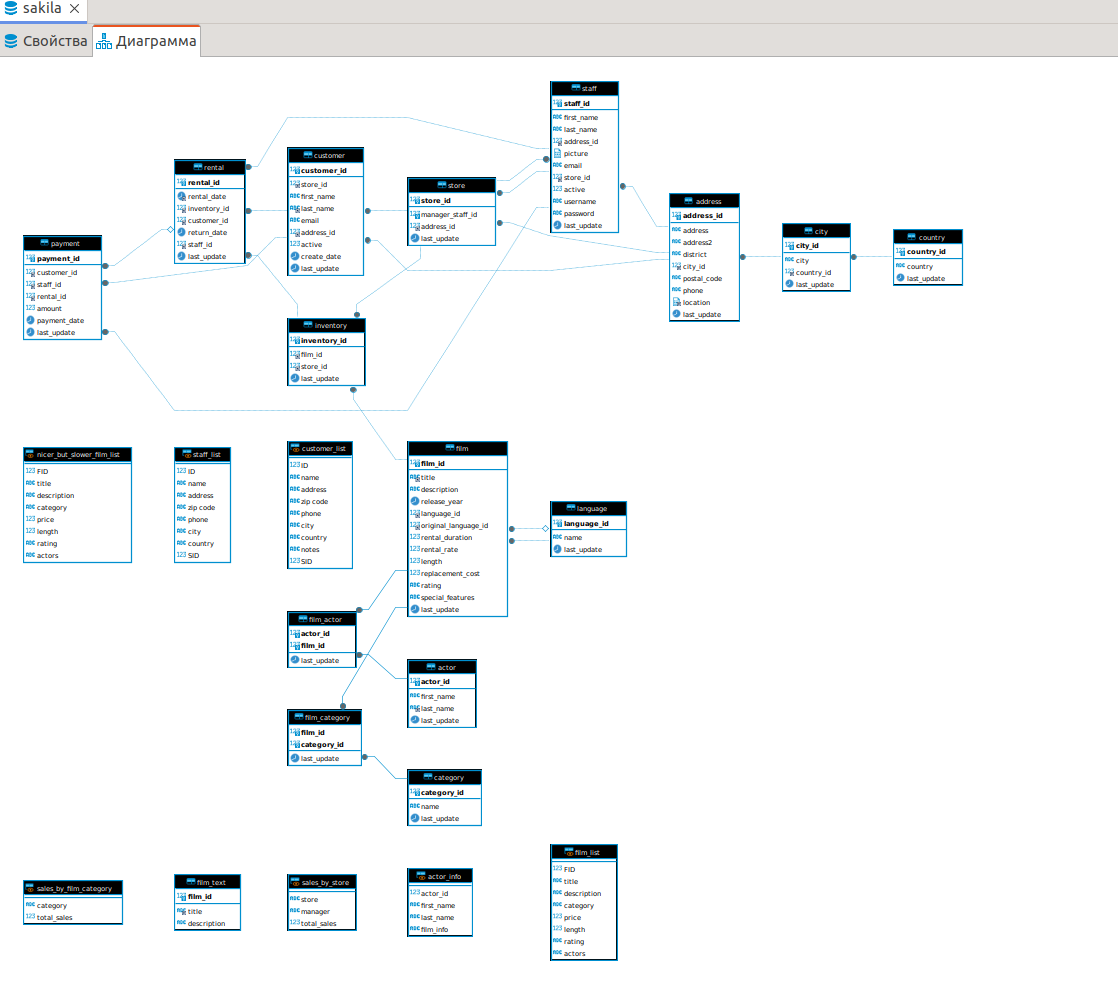 sakila
Свойства
Диаграмма
staff
staff_id
first_name
last_name
address_id
picture
email
store_id
active
username
password
last_update
customer
customer_id
store_id
first_name
last_name
email
address_id
active
create_date
last_update
rental
rental_id
rental_date
inventory_id
customer_id
return_date
staff_id
last_update
store
store_id
manager_staff_id
address_id
last_update
address
address_id
address
address2
district
city_id
postal_code
phone
location
last_update
city
city_id
city
country_id
last_update
country
country_id
country
last_update
payment
payment_id
customer_id
staff_id
rental_id
amount
payment_date
last_update
inventory
inventory_id
film_id
store_id
last_update
nicer_but_slower_film_list
FID
title
description
category
price
length
rating
actors
staff_list
ID
name
address
zip code
phone
city
country
SID
customer_list
ID
name
address
zip code
phone
city
country
notes
SID
film
film_id
title
description
release_year
language_id
original_language_id
rental_duration
rental_rate
length
replacement_cost
rating
special_features
last_update
language
language_id
name
last_update
film_actor
actor_id
film_id
last_update
actor
actor_id
first_name
last_name
last_update
film_category
film_id
category_id
last_update
category
category_id
name
last_update
film_list
FID
title
description
category
price
length
rating
actors
sales_by_film_category
category
total_sales
film_text
film_id
title
description
sales_by_store
store
manager
total_sales
actor_info
actor_id
first_name
last_name
film_info